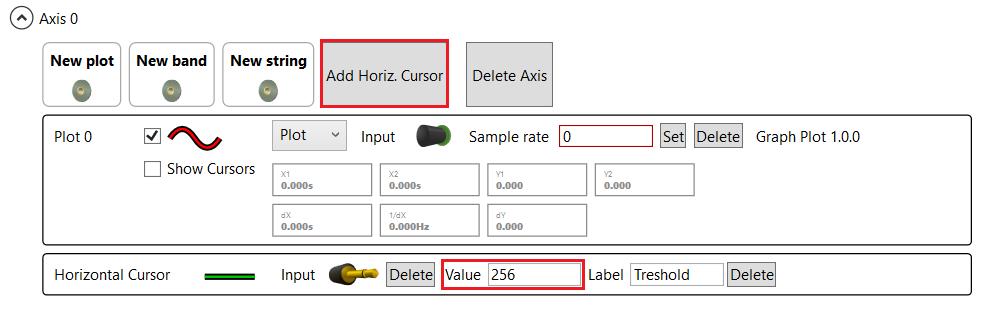 Axis 0
New plot New band New string Add Horiz. Cursor Delete Axis
Plot 0 Plot Input Sample rate 0 Set Delete Graph Plot 1.0.0
Show Cursors
X1 X2 Y1 Y2
0.000s 0.000s 0.000 0.000
dX 1/dX dY
0.000s 0.000Hz 0.000
Horizontal Cursor Input Delete Value 256 Label Treshold Delete